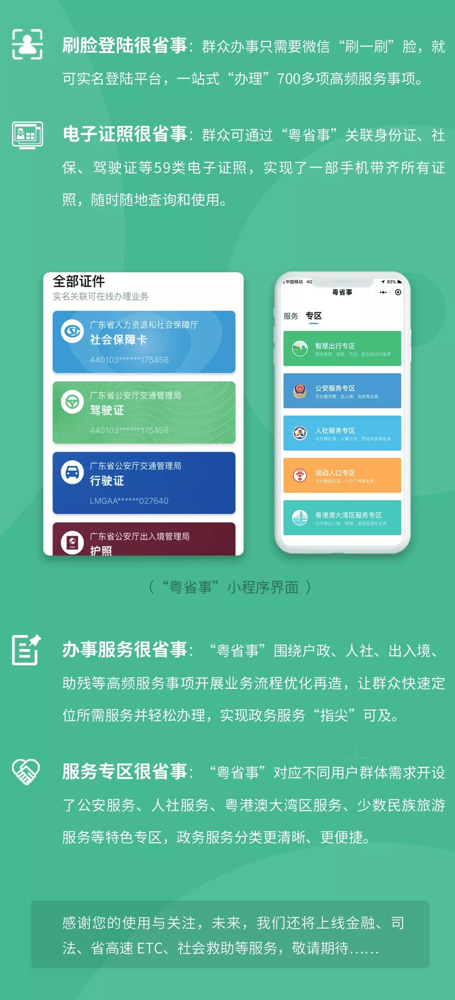 刷脸登陆很省事：群众办事只需要微信“刷一刷”脸，就
可实名登陆平台，一站式“办理”700多项高频服务事项。
电子证照很省事：群众可通过“粤省事”关联身份证、社
保、驾驶证等59类电子证照，实现了一部手机带齐所有证
照，随时随地查询和使用。
全部证件
实名关联可在线办理业务
广东省人力资源和社会保障厅
社会保障卡
440103******175458
广东省公安厅交通管理局
驾驶证
440103******175458
广东省公安厅交通管理局
行驶证
LMGAA******027640
广东省公安厅出入境管理局
护照
中国移动 4G 93%
粤省事
服务 专区
智慧出行专区
提供自驾、铁路、汽运、航空的出行服务
公安服务专区
可办理交管、出入境、治安等业务
人社服务专区
可办理社保、人事人才、劳动关系等业务
流动人口专区
可办理居住证、入户广州等业务
粤港澳大湾区服务专区
可办理出入境、婚姻、港澳直通车业务
（“粤省事”小程序界面）
办事服务很省事：“粤省事”围绕户政、人社、出入境、
助残等高频服务事项开展业务流程优化再造，让群众快速定
位所需服务并轻松办理，实现政务服务“指尖”可及。
服务专区很省事：“粤省事”对应不同用户群体需求开设
了公安服务、人社服务、粤港澳大湾区服务、少数民族旅游
服务等特色专区，政务服务分类更清晰、更便捷。
感谢您的使用与关注，未来，我们还将上线金融、司
法、省高速 ETC、社会救助等服务，敬请期待……